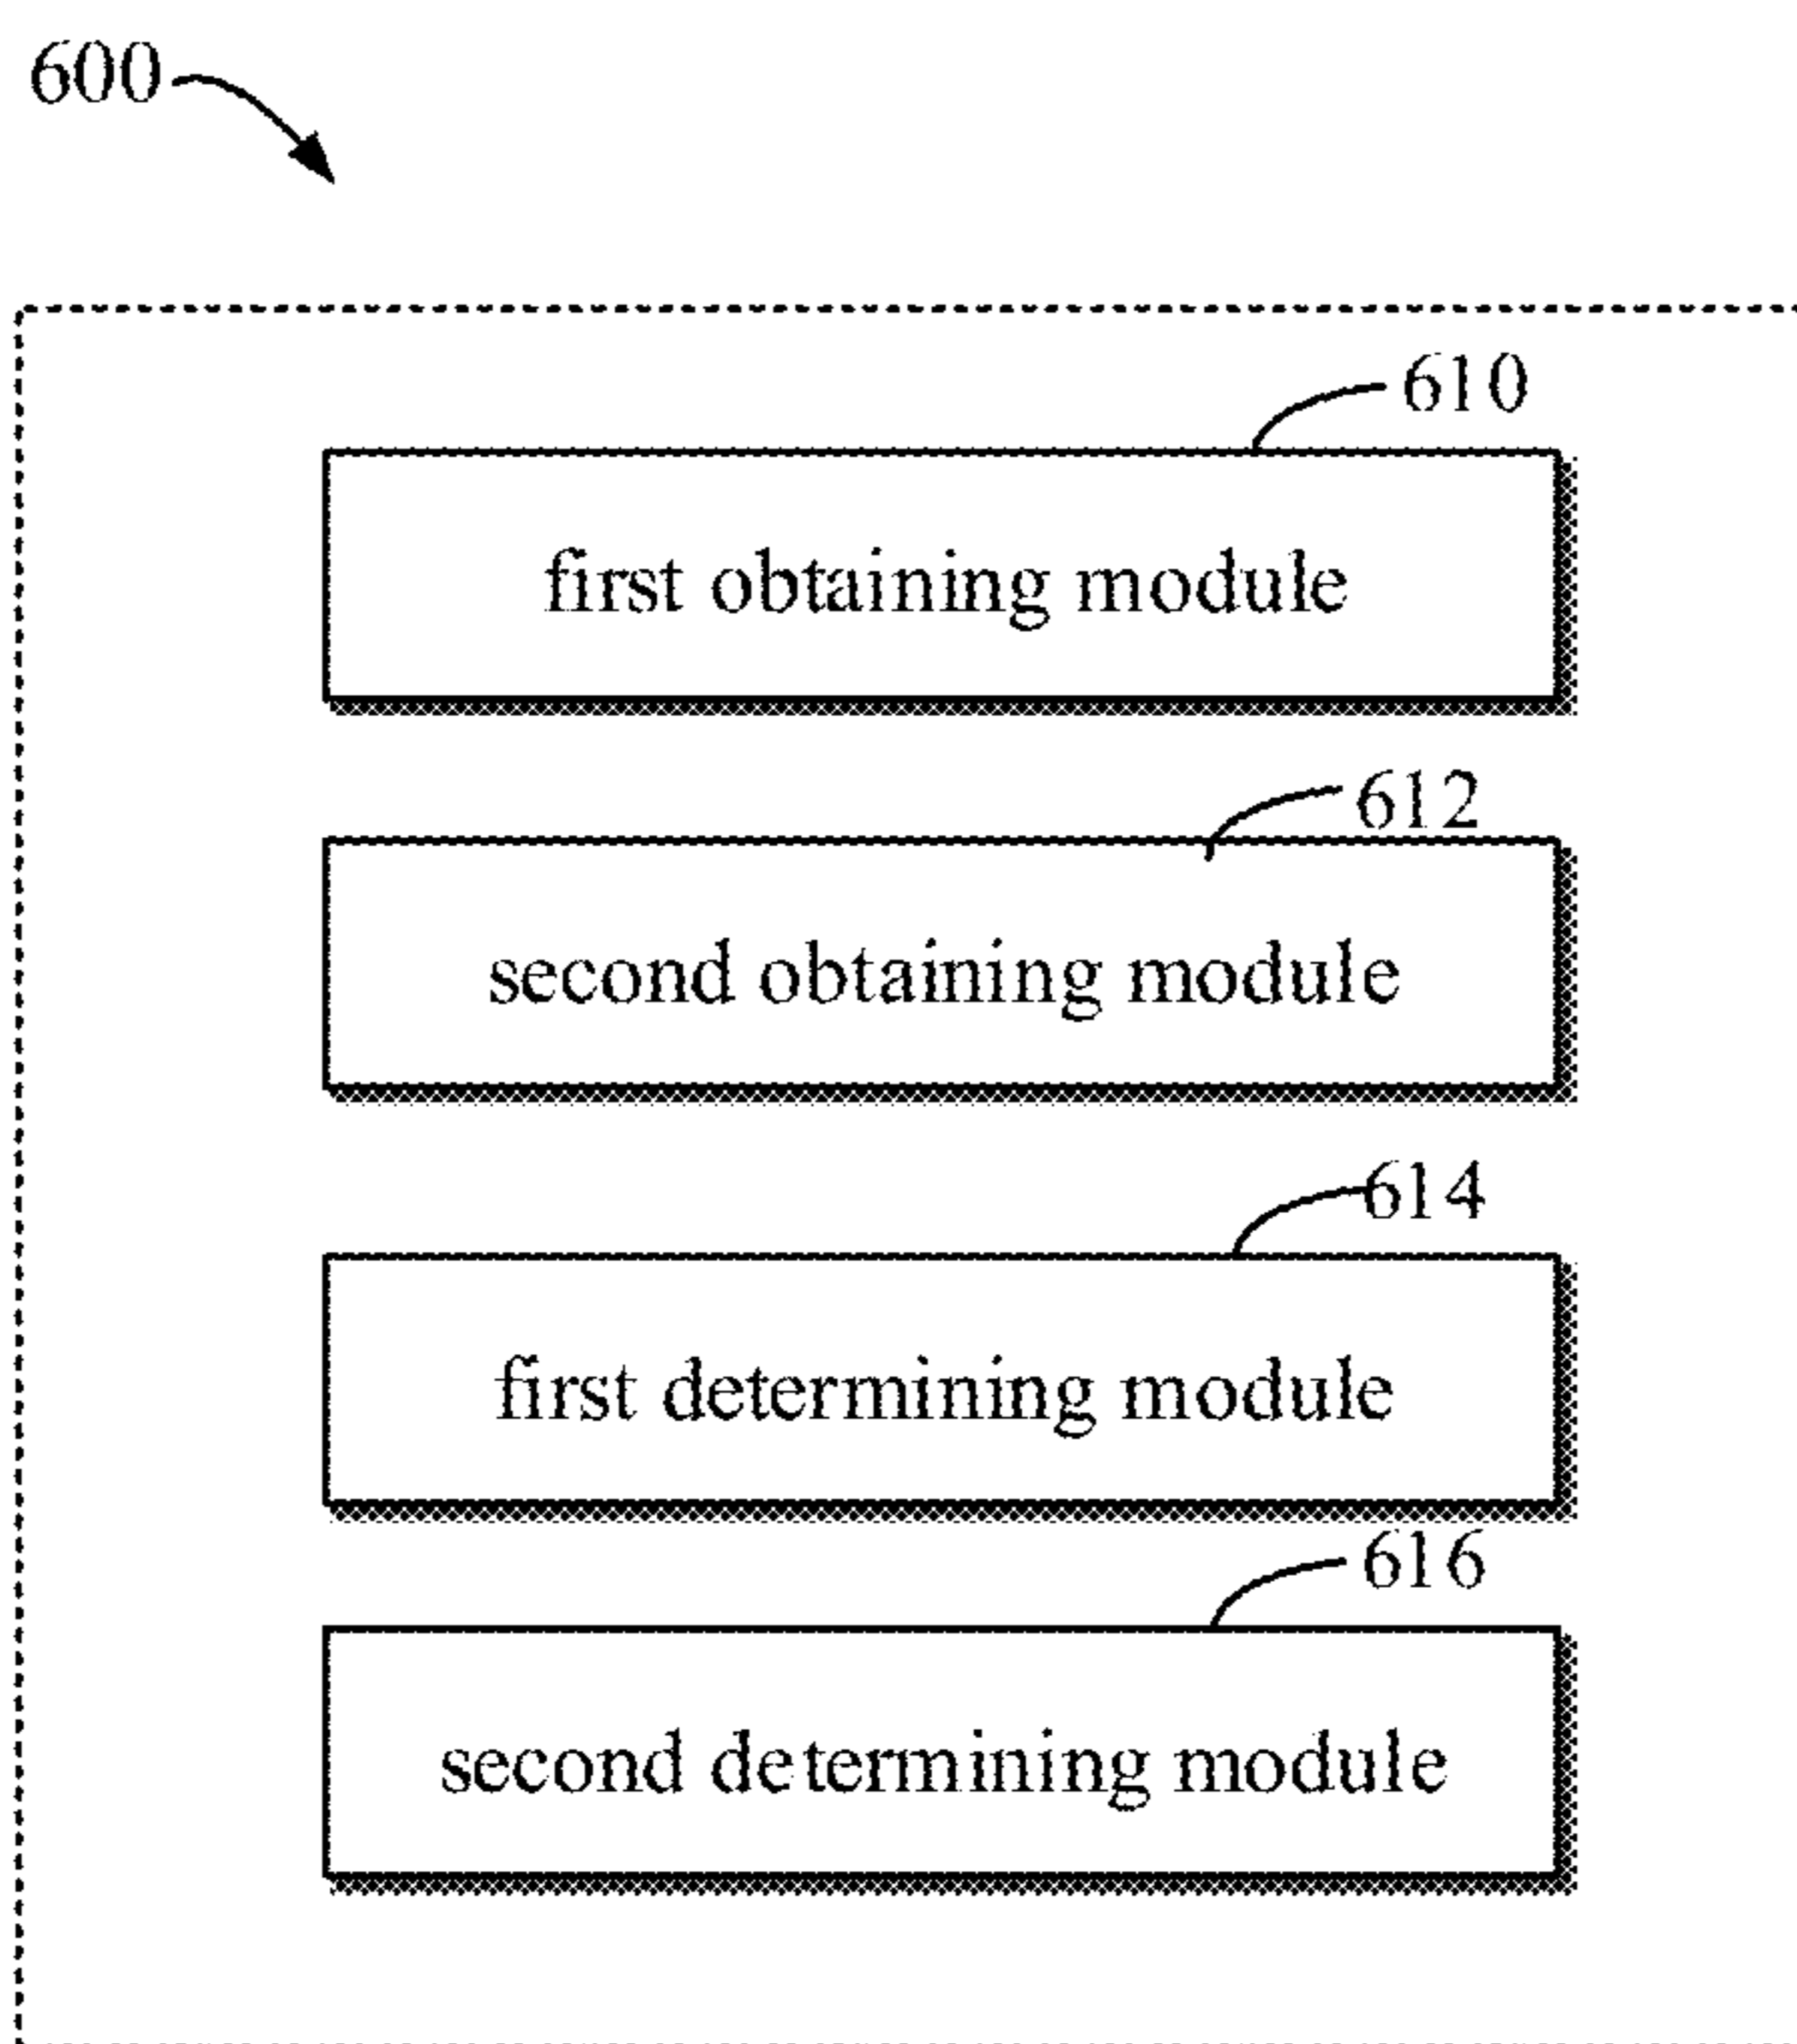 600
610
first obtaining module
612
second obtaining module
614
first determining module
616
second determining module